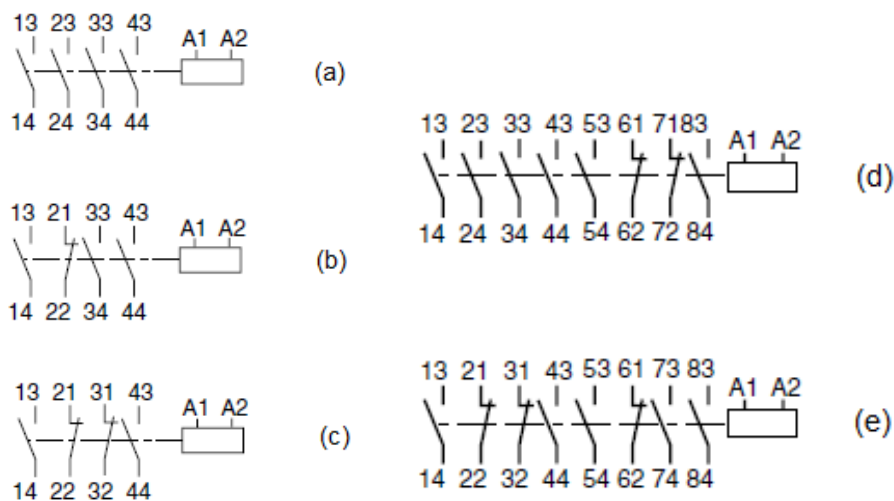 13 23 33 43
A1 A2
14 24 34 44
(a)
13 21 33 43
A1 A2
14 22 34 44
(b)
13 21 31 43
A1 A2
14 22 32 44
(c)
13 23 33 43 53 61 71 83
A1 A2
14 24 34 44 54 62 72 84
(d)
13 21 31 43 53 61 73 83
A1 A2
14 22 32 44 54 62 74 84
(e)